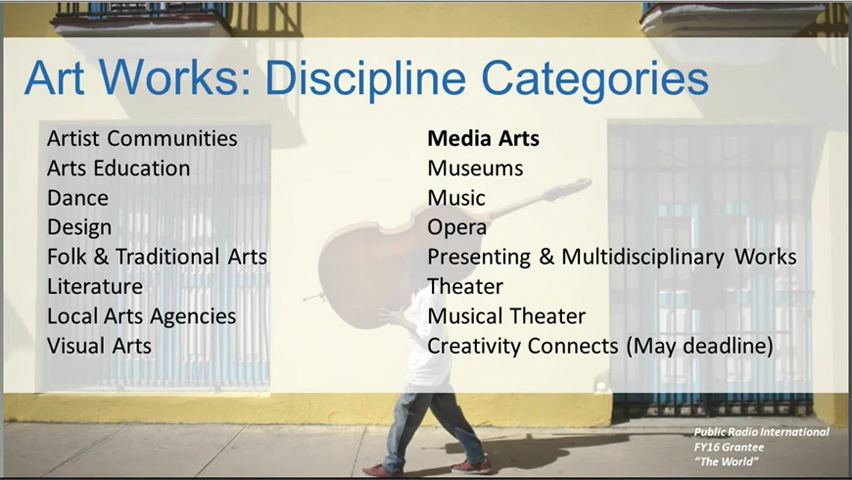 Art Works: Discipline Categories
Artist Communities
Arts Education
Dance
Design
Folk & Traditional Arts
Literature
Local Arts Agencies
Visual Arts
Media Arts
Museums
Music
Opera
Presenting & Multidisciplinary Works
Theater
Musical Theater
Creativity Connects (May deadline)
Public Radio International
FY16 Grantee
“The World”